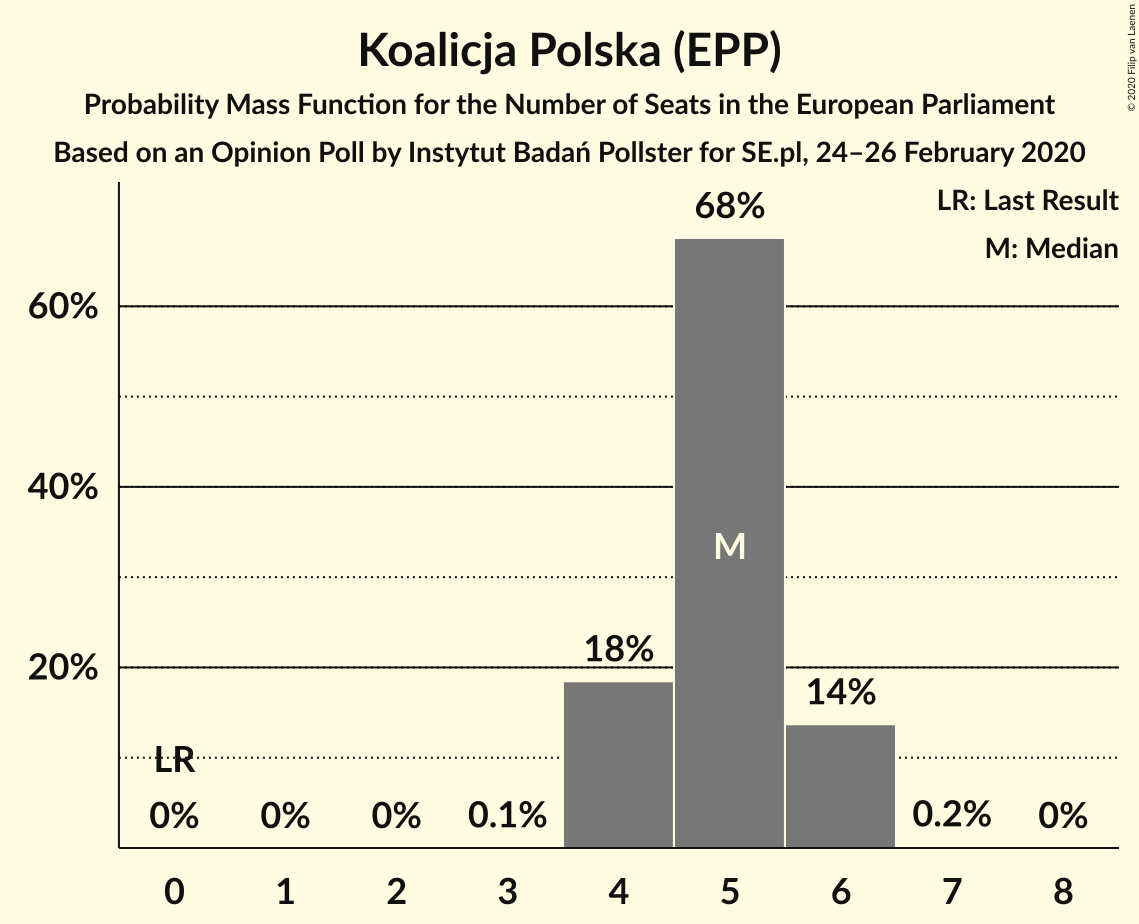 Koalicja Polska (EPP)
Probability Mass Function for the Number of Seats in the European Parliament
Based on an Opinion Poll by Instytut Badań Pollster for SE.pl, 24–26 February 2020
© 2020 Filip van Laenen
LR: Last Result
M: Median
68%
60%
40%
M
18%
20%
14%
LR
0% 0% 0% 0.1% 0.2% 0%
0 1 2 3 4 5 6 7 8